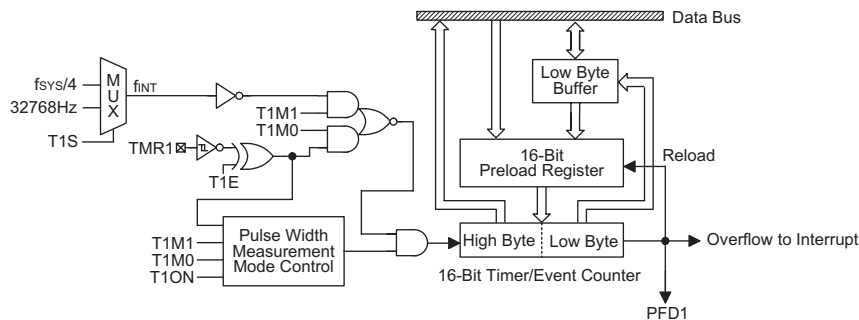 Data Bus
Low Byte
Buffer
fSYS/4
32768Hz
M
U
X
fINT
T1S
TMR1
T1E
T1M1
T1M0
16-Bit
Preload Register
Reload
T1M1
T1M0
T1ON
Pulse Width
Measurement
Mode Control
High Byte
Low Byte
Overflow to Interrupt
16-Bit Timer/Event Counter
PFD1